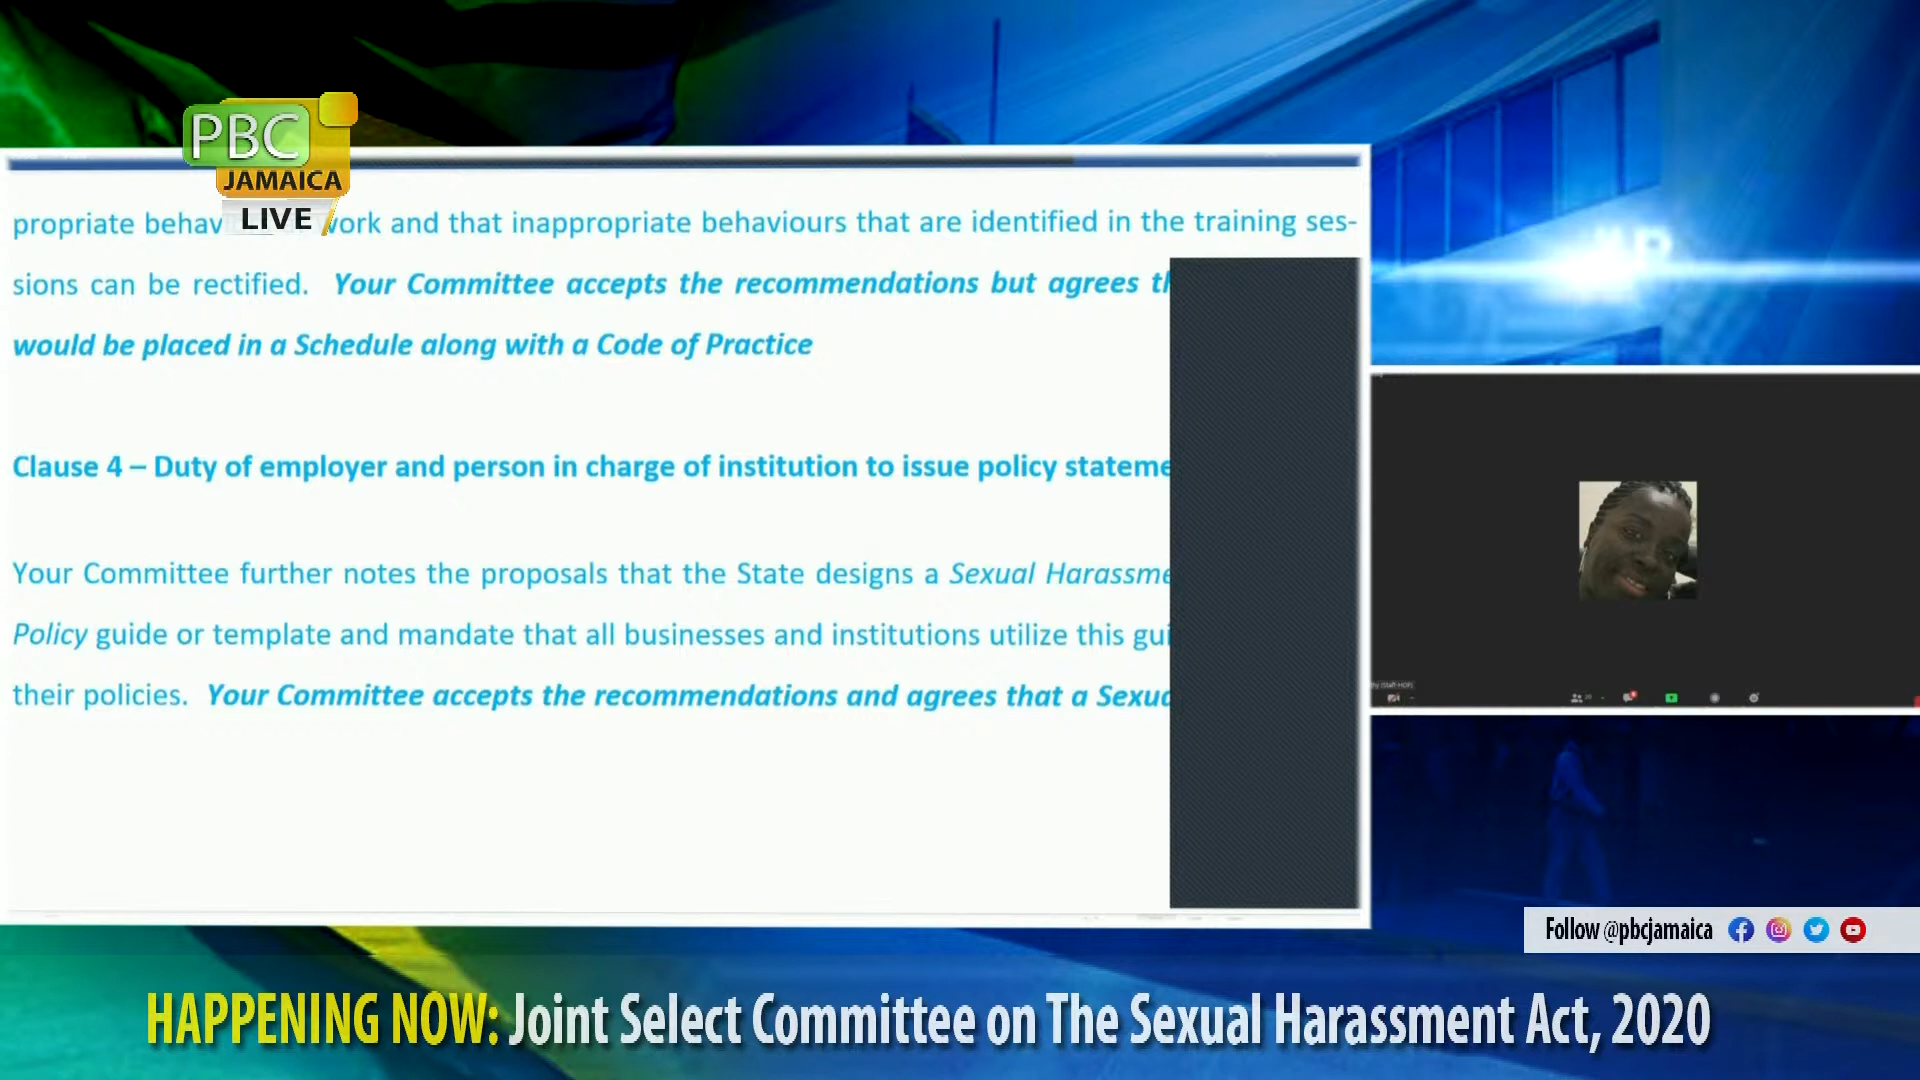 PBC
JAMAICA
LIVE
propriate behav work and that inappropriate behaviours that are identified in the training ses-
sions can be rectified. Your Committee accepts the recommendations but agrees
would be placed in a Schedule along with a Code of Practice
Clause 4 – Duty of employer and person in charge of institution to issue policy stateme
Your Committee further notes the proposals that the State designs a Sexual Harassme
Policy guide or template and mandate that all businesses and institutions utilize this gui
their policies. Your Committee accepts the recommendations and agrees that a Sexua
Follow @pbcjamaica
HAPPENING NOW: Joint Select Committee on The Sexual Harassment Act, 2020